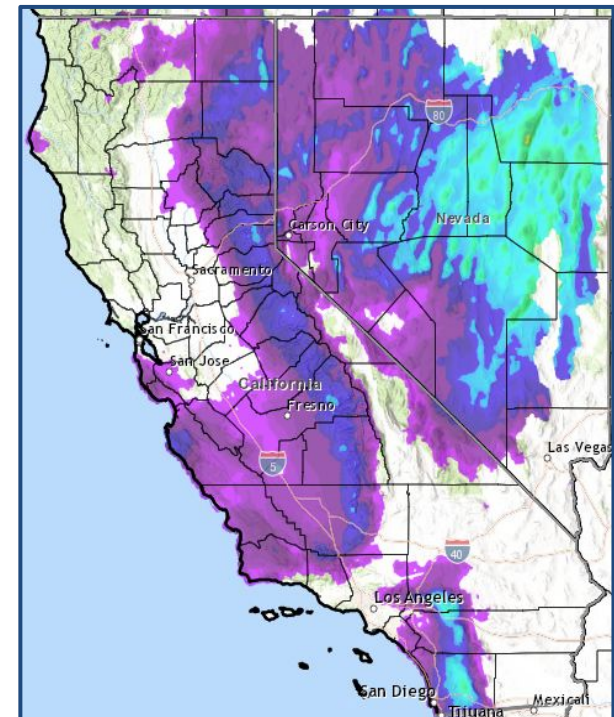 80
Carson City
Nevada
Sacramento
San Francisco
San Jose
California
Fresno
5
Las Vegas
40
Los Angeles
San Diego
Tijuana
Mexicali